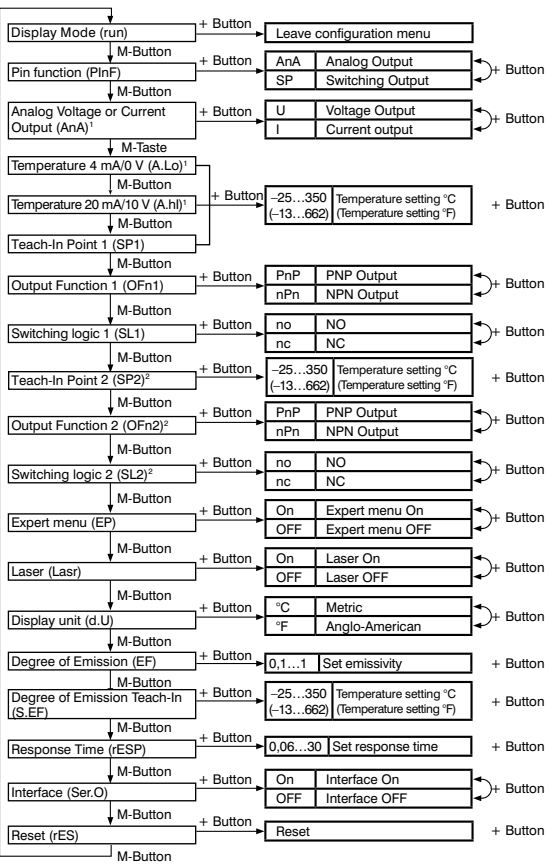 Display Mode (run)
+ Button
Leave configuration menu
M-Button
Pin function (PInF)
+ Button
AnA Analog Output
SP Switching Output
+ Button
M-Button
Analog Voltage or Current
Output (AnA)¹
+ Button
U Voltage Output
I Current output
+ Button
M-Taste
Temperature 4 mA/0 V (A.Lo)¹
M-Button
Temperature 20 mA/10 V (A.hI)¹
+ Button
−25…350 Temperature setting °C
(−13…662) (Temperature setting °F)
+ Button
M-Button
Teach-In Point 1 (SP1)
M-Button
Output Function 1 (OFn1)
+ Button
PnP PNP Output
nPn NPN Output
+ Button
M-Button
Switching logic 1 (SL1)
+ Button
no NO
nc NC
+ Button
M-Button
Teach-In Point 2 (SP2)²
+ Button
−25…350 Temperature setting °C
(−13…662) (Temperature setting °F)
+ Button
M-Button
Output Function 2 (OFn2)²
+ Button
PnP PNP Output
nPn NPN Output
+ Button
M-Button
Switching logic 2 (SL2)²
+ Button
no NO
nc NC
+ Button
M-Button
Expert menu (EP)
+ Button
On Expert menu On
OFF Expert menu OFF
+ Button
M-Button
Laser (Lasr)
+ Button
On Laser On
OFF Laser OFF
+ Button
M-Button
Display unit (d.U)
+ Button
°C Metric
°F Anglo-American
+ Button
M-Button
Degree of Emission (EF)
+ Button
0,1…1 Set emissivity
+ Button
M-Button
Degree of Emission Teach-In
(S.EF)
+ Button
−25…350 Temperature setting °C
(−13…662) (Temperature setting °F)
+ Button
M-Button
Response Time (rESP)
+ Button
0,06…30 Set response time
+ Button
M-Button
Interface (Ser.O)
+ Button
On Interface On
OFF Interface OFF
+ Button
M-Button
Reset (rES)
+ Button
Reset
+ Button
M-Button